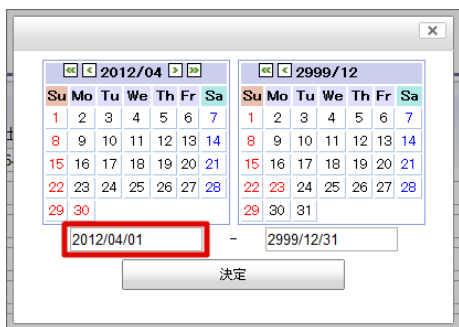 ×
« < 2012/04 > »
Su Mo Tu We Th Fr Sa
1 2 3 4 5 6 7
8 9 10 11 12 13 14
15 16 17 18 19 20 21
22 23 24 25 26 27 28
29 30
« < 2999/12
Su Mo Tu We Th Fr Sa
1 2 3 4 5 6 7
8 9 10 11 12 13 14
15 16 17 18 19 20 21
22 23 24 25 26 27 28
29 30 31
2012/04/01 - 2999/12/31
決定